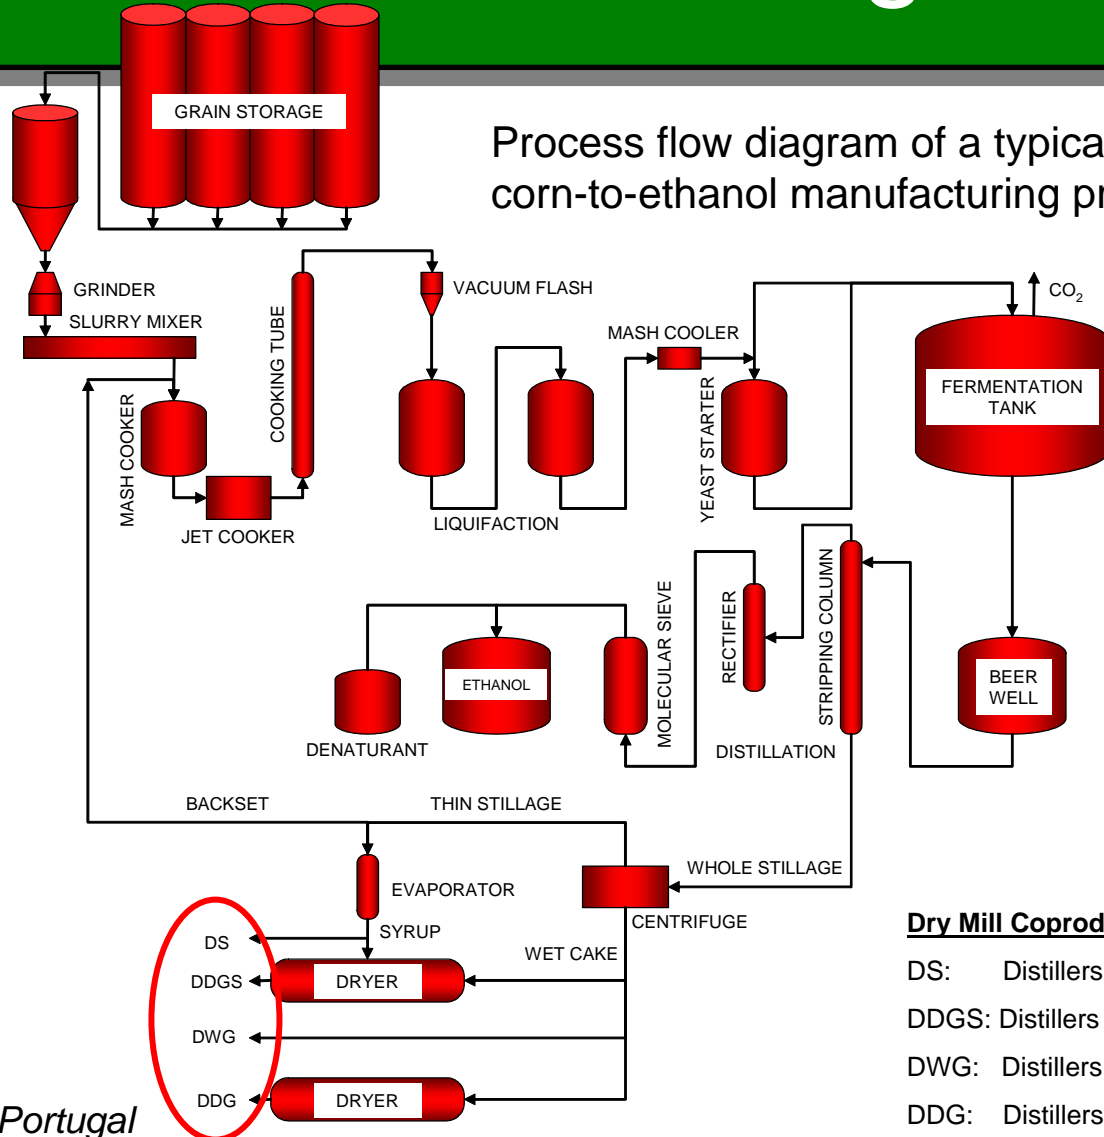 GRAIN STORAGE
Process flow diagram of a typica
corn-to-ethanol manufacturing pr
GRINDER
SLURRY MIXER
COOKING TUBE
VACUUM FLASH
MASH COOLER
CO₂
FERMENTATION
TANK
MASH COOKER
YEAST STARTER
JET COOKER
LIQUIFACTION
MOLECULAR SIEVE
RECTIFIER
STRIPPING COLUMN
ETHANOL
BEER
WELL
DENATURANT
DISTILLATION
BACKSET
THIN STILLAGE
WHOLE STILLAGE
EVAPORATOR
CENTRIFUGE
SYRUP
WET CAKE
DS
DDGS
DRYER
DWG
DDG
DRYER
Dry Mill Coprod
DS: Distillers
DDGS: Distillers
DWG: Distillers
DDG: Distillers
Portugal